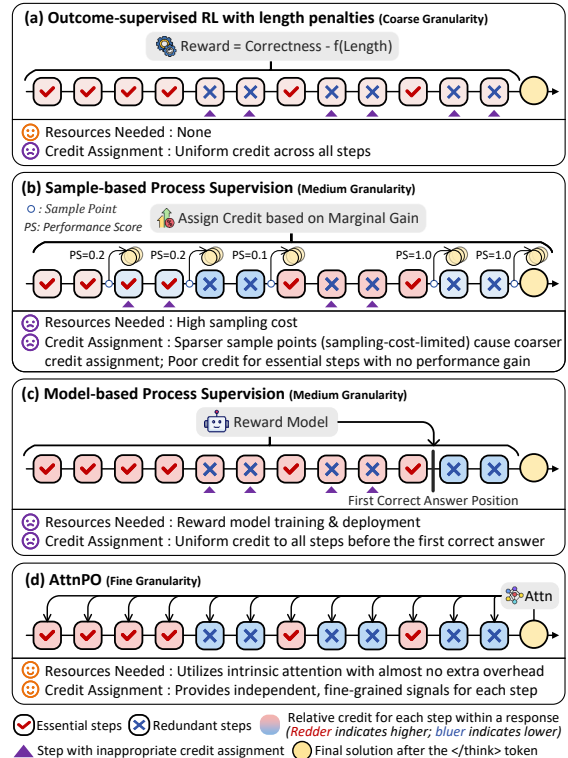 (a) Outcome-supervised RL with length penalties (Coarse Granularity)
Reward = Correctness - f(Length)
Resources Needed : None
Credit Assignment : Uniform credit across all steps
(b) Sample-based Process Supervision (Medium Granularity)
: Sample Point
PS: Performance Score
Assign Credit based on Marginal Gain
PS=0.2 PS=0.2 PS=0.1 PS=1.0 PS=1.0
Resources Needed : High sampling cost
Credit Assignment : Sparser sample points (sampling-cost-limited) cause coarser
credit assignment; Poor credit for essential steps with no performance gain
(c) Model-based Process Supervision (Medium Granularity)
Reward Model
First Correct Answer Position
Resources Needed : Reward model training & deployment
Credit Assignment : Uniform credit to all steps before the first correct answer
(d) AttnPO (Fine Granularity)
Attn
Resources Needed : Utilizes intrinsic attention with almost no extra overhead
Credit Assignment : Provides independent, fine-grained signals for each step
Essential steps Redundant steps Relative credit for each step within a response
(Redder indicates higher; bluer indicates lower)
Step with inappropriate credit assignment Final solution after the </think> token